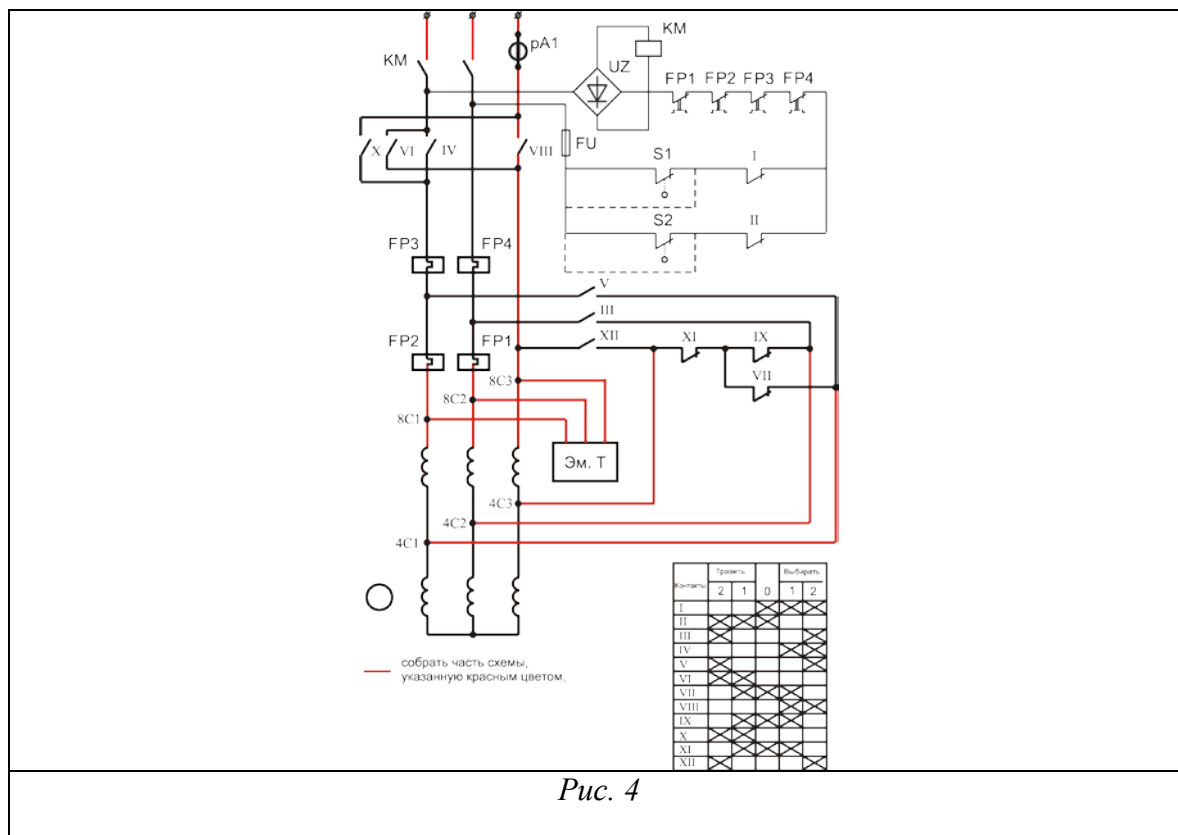 pA1
KM
KM
UZ
FP1 FP2 FP3 FP4
X VI IV VIII
FU
S1 I
S2 II
FP3 FP4
V
III
XII XI IX
FP2 FP1
VII
8C3
8C2
8C1
Эм. Т
4C3
4C2
4C1
Контакты Травить Выбирать
2 1 0 1 2
I
II
III
IV
V
VI
VII
VIII
IX
X
XI
XII
собрать часть схемы,
указанную красным цветом.
Рис. 4